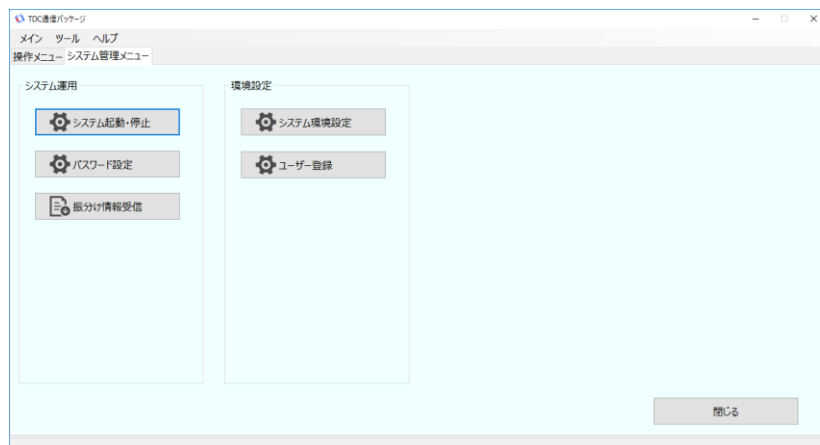 TDC通信パッケージ
メイン ツール ヘルプ
操作メニュー システム管理メニュー
システム運用
システム起動・停止
パスワード設定
振分け情報受信
環境設定
システム環境設定
ユーザー登録
閉じる